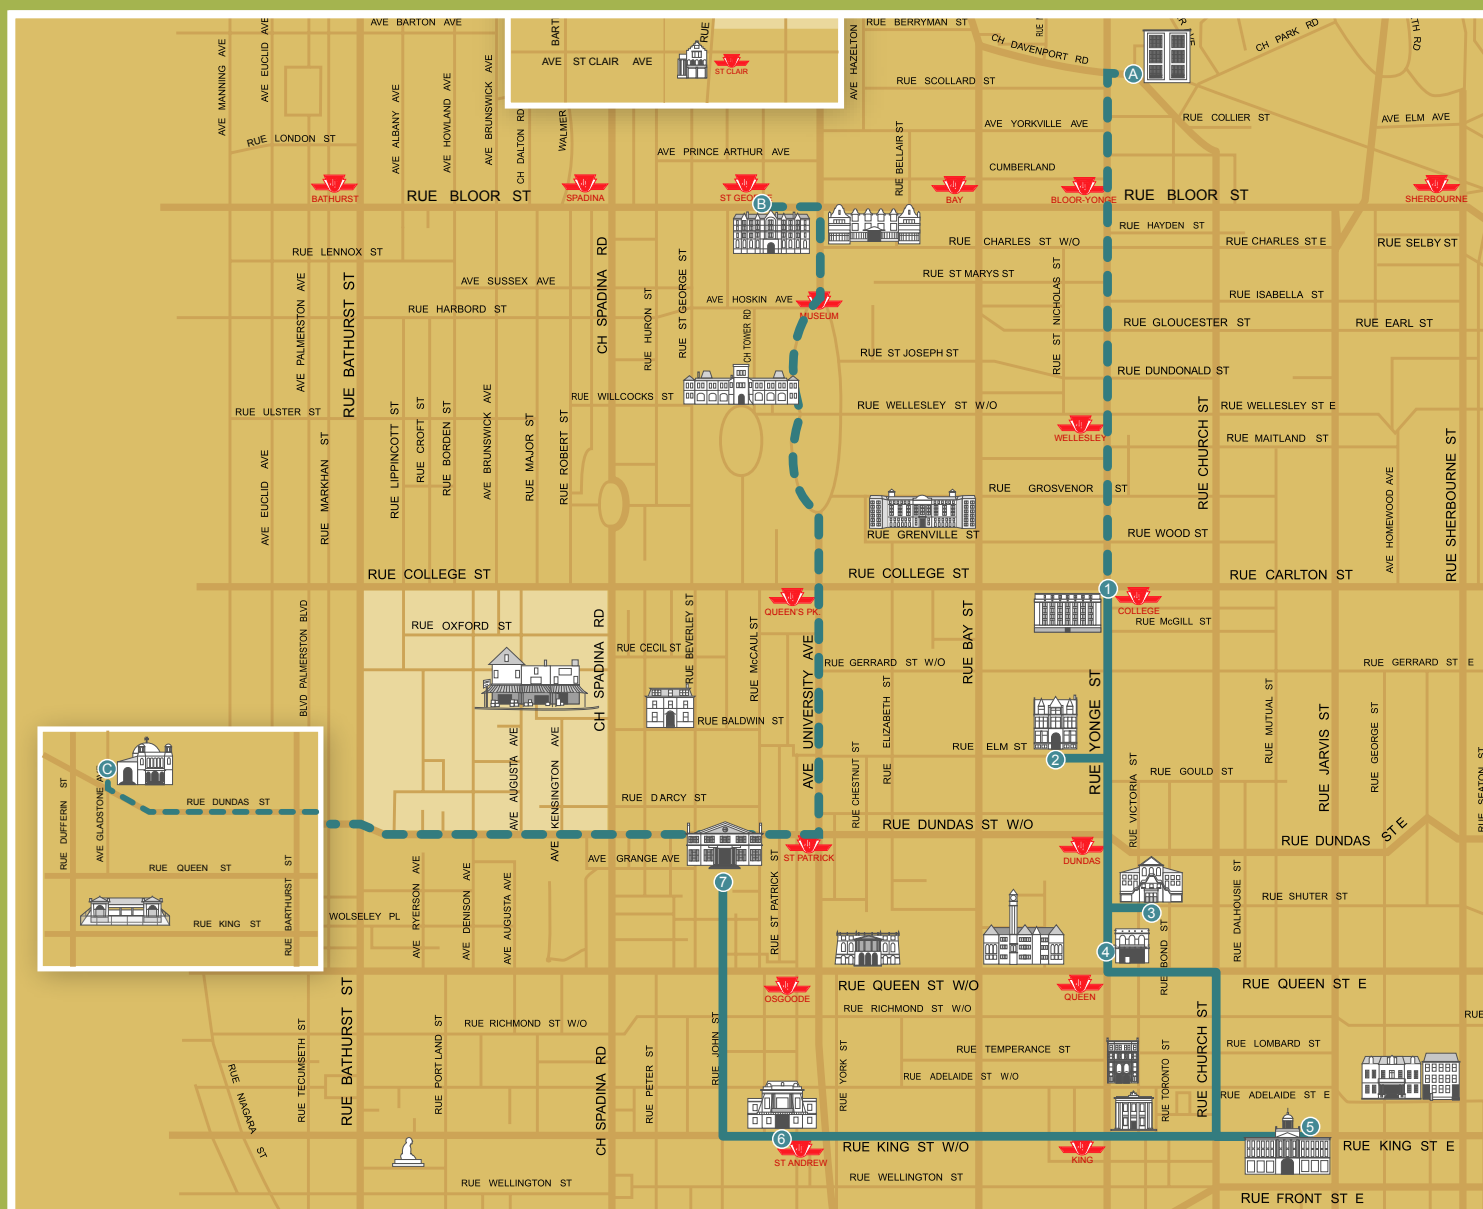 AVE BARTON AVE
RUE BERRYMAN ST
CH DAVENPORT RD
CH PARK RD
AVE MANNING AVE
AVE EUCLID AVE
AVE HAZELTON
AVE ST CLAIR AVE
ST CLAIR
RUE
BART
A
RUE SCOLLARD ST
RUE COLLIER ST
AVE ELM AVE
AVE YORKVILLE AVE
RUE LONDON ST
AVE ALBANY AVE
AVE HOWLAND AVE
AVE BRUNSWICK AVE
CH DALTON RD
WALMER
RUE BELLAIR ST
AVE PRINCE ARTHUR AVE
CUMBERLAND
BATHURST
RUE BLOOR ST
SPADINA
ST GEO
B
BAY
BLOOR-YONGE
RUE BLOOR ST
SHERBOURNE
RUE HAYDEN ST
RUE CHARLES ST W/O
RUE CHARLES ST E
RUE SELBY ST
RUE LENNOX ST
CH SPADINA RD
AVE SUSSEX AVE
RUE ST MARYS ST
RUE ST GEORGE ST
RUE HURON ST
AVE PALMERSTON AVE
RUE BATHURST ST
RUE HARBORD ST
AVE HOSKIN AVE
MUSEUM
CH TOWER RD
RUE ST NICHOLAS ST
RUE ISABELLA ST
RUE GLOUCESTER ST
RUE EARL ST
RUE ST JOSEPH ST
RUE DUNDONALD ST
RUE WILLCOCKS ST
RUE ULSTER ST
RUE WELLESLEY ST W/O
RUE WELLESLEY ST E
WELLESLEY
RUE MAITLAND ST
AVE EUCLID AVE
RUE MARKHAN ST
RUE LIPPINCOTT ST
RUE CROFT ST
RUE BORDEN ST
AVE BRUNSWICK AVE
RUE MAJOR ST
RUE ROBERT ST
RUE CHURCH ST
RUE SHERBOURNE ST
AVE HOMEWOOD AVE
RUE GROSVENOR ST
RUE GRENVILLE ST
RUE WOOD ST
RUE COLLEGE ST
RUE COLLEGE ST
RUE CARLTON ST
1
QUEEN'S PK.
COLLEGE
RUE McGILL ST
BLVD PALMERSTON BLVD
RUE OXFORD ST
CH SPADINA RD
RUE CECIL ST
RUE BEVERLEY ST
RUE McCAUL ST
AVE UNIVERSITY AVE
RUE BAY ST
RUE GERRARD ST W/O
RUE GERRARD ST E
RUE ELIZABETH ST
RUE YONGE ST
RUE MUTUAL ST
RUE JARVIS ST
RUE GEORGE ST
RUE BALDWIN ST
RUE ELM ST
2
RUE GOULD ST
RUE VICTORIA ST
RUE CHESTNUT ST
AVE AUGUSTA AVE
AVE KENSINGTON AVE
C
RUE DUNDAS ST
RUE DUFFERIN ST
AVE GLADSTONE AV
RUE QUEEN ST
RUE KING ST
RUE BARTHURST ST
RUE D'ARCY ST
RUE DUNDAS ST W/O
RUE DUNDAS ST E
AVE GRANGE AVE
ST PATRICK
DUNDAS
7
RUE SHUTER ST
3
RUE DALHOUSIE ST
WOLSELEY PL
AVE RYERSON AVE
AVE DENISON AVE
AVE AUGUSTA AVE
RUE ST PATRICK ST
4
RUE BOND ST
RUE QUEEN ST W/O
RUE QUEEN ST E
OSGOODE
QUEEN
RUE RICHMOND ST W/O
RUE RICHMOND ST W/O
RUE
RUE BATHURST ST
RUE TECUMSETH ST
RUE NIAGARA ST
RUE PORTLAND ST
CH SPADINA RD
RUE PETER ST
RUE JOHN ST
RUE YORK ST
RUE TEMPERANCE ST
RUE ADELAIDE ST W/O
RUE TORONTO ST
RUE CHURCH ST
RUE LOMBARD ST
RUE ADELAIDE ST E
5
6
ST ANDREW
RUE KING ST W/O
KING
RUE KING ST E
RUE WELLINGTON ST
RUE WELLINGTON ST
RUE FRONT ST E